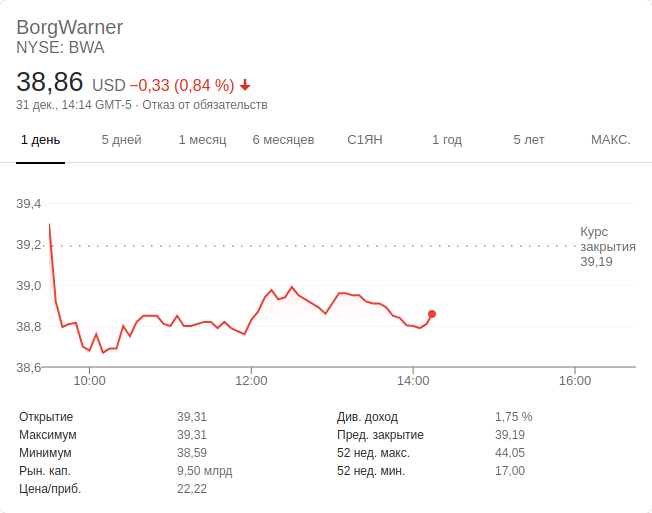 BorgWarner
NYSE: BWA
38,86 USD −0,33 (0,84 %)
31 дек., 14:14 GMT-5 · Отказ от обязательств
1 день 5 дней 1 месяц 6 месяцев С1ЯН 1 год 5 лет МАКС.
39,4
39,2
39,0
38,8
38,6
Курс
закрытия
39,19
10:00 12:00 14:00 16:00
Открытие 39,31 Див. доход 1,75 %
Максимум 39,31 Пред. закрытие 39,19
Минимум 38,59 52 нед. макс. 44,05
Рын. кап. 9,50 млрд 52 нед. мин. 17,00
Цена/приб. 22,22